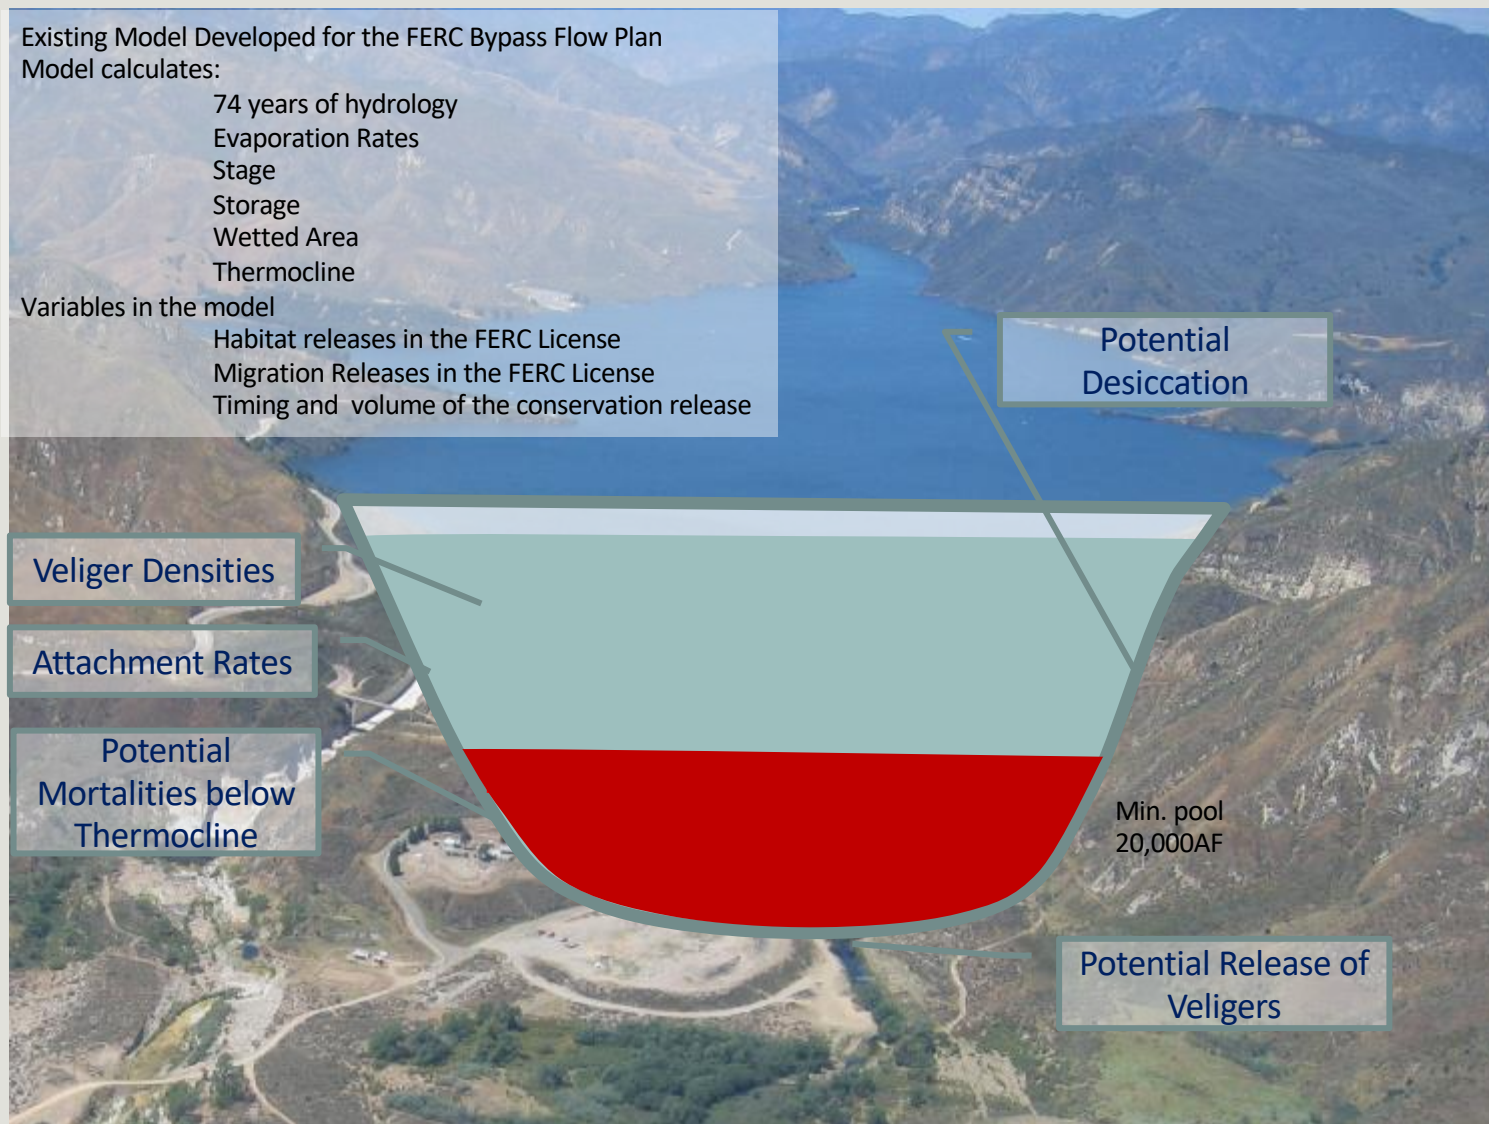 Existing Model Developed for the FERC Bypass Flow Plan
Model calculates:
74 years of hydrology
Evaporation Rates
Stage
Storage
Wetted Area
Thermocline
Variables in the model
Habitat releases in the FERC License
Migration Releases in the FERC License
Timing and  volume of the conservation release
Potential
Desiccation
Veliger Densities
Attachment Rates
Potential
Mortalities below
Thermocline
Min. pool
20,000AF
Potential Release of
Veligers